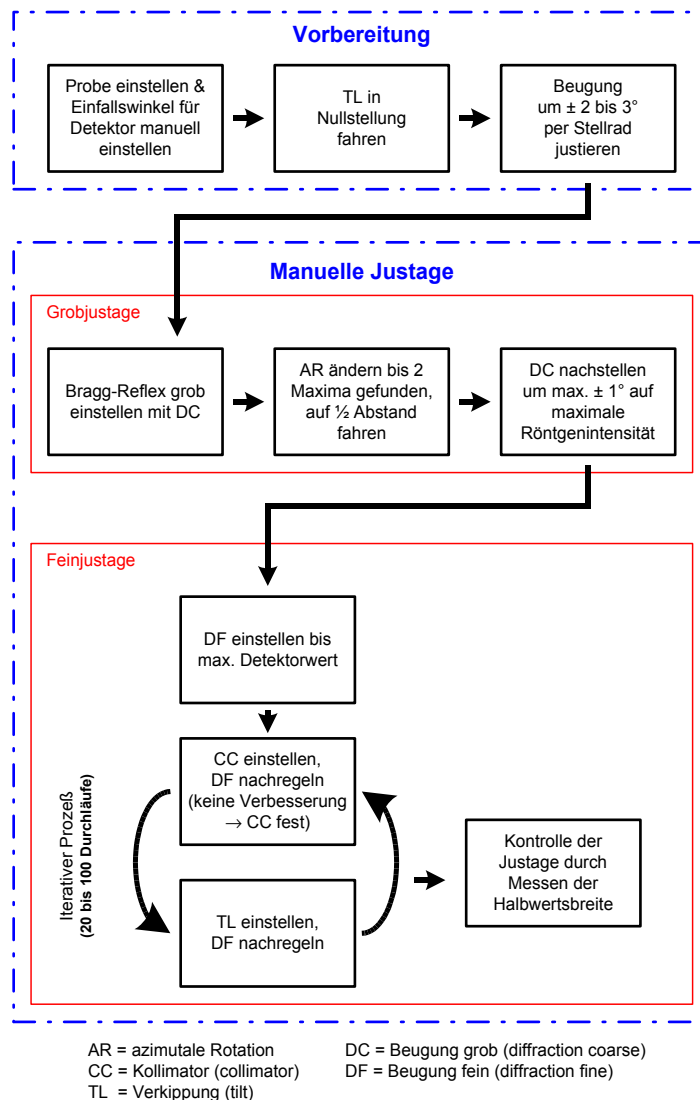 Vorbereitung
Probe einstellen &
Einfallswinkel für
Detektor manuell
einstellen
TL in
Nullstellung
fahren
Beugung
um ± 2 bis 3°
per Stellrad
justieren
Manuelle Justage
Grobjustage
Bragg-Reflex grob
einstellen mit DC
AR ändern bis 2
Maxima gefunden,
auf ½ Abstand
fahren
DC nachstellen
um max. ± 1° auf
maximale
Röntgenintensität
Feinjustage
DF einstellen bis
max. Detektorwert
CC einstellen,
DF nachregeln
(keine Verbesserung
→ CC fest)
Iterativer Prozeß
(20 bis 100 Durchläufe)
TL einstellen,
DF nachregeln
Kontrolle der
Justage durch
Messen der
Halbwertsbreite
AR = azimutale Rotation
CC = Kollimator (collimator)
TL = Verkippung (tilt)
DC = Beugung grob (diffraction coarse)
DF = Beugung fein (diffraction fine)